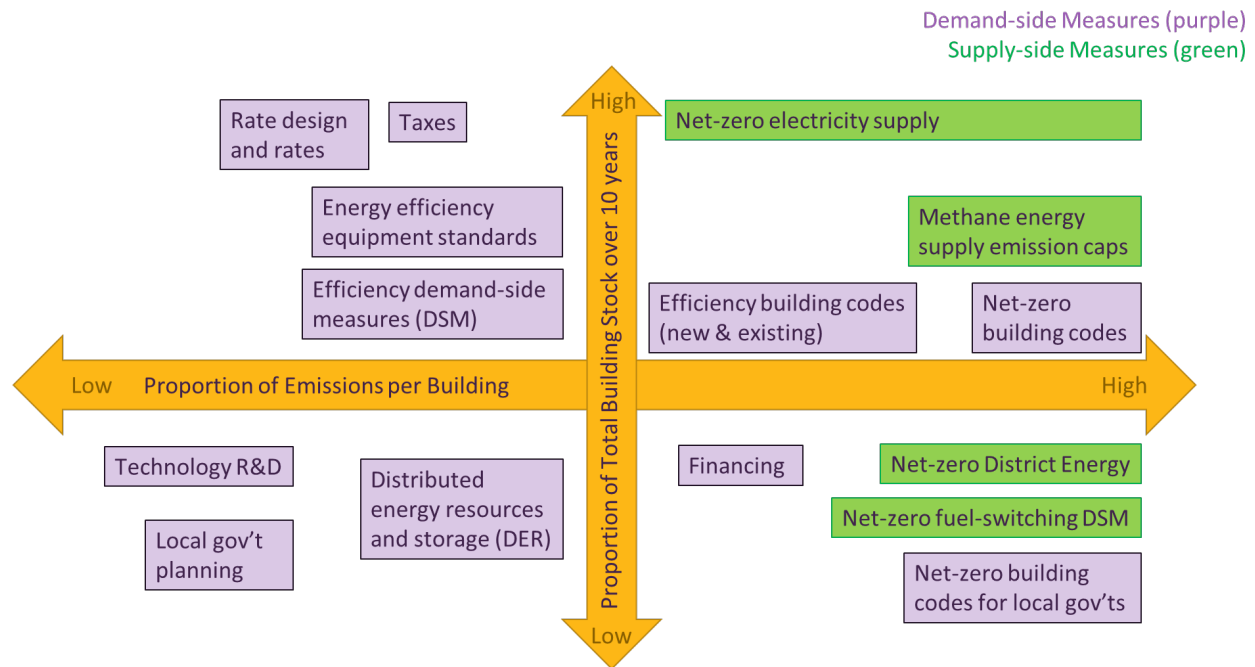 Demand-side Measures (purple)
Supply-side Measures (green)
High
Proportion of Total Building Stock over 10 years
Low
Rate design
and rates
Taxes
Net-zero electricity supply
Energy efficiency
equipment standards
Methane energy
supply emission caps
Efficiency demand-side
measures (DSM)
Efficiency building codes
(new & existing)
Net-zero
building codes
Low
Proportion of Emissions per Building
High
Technology R&D
Distributed
energy resources
and storage (DER)
Financing
Net-zero District Energy
Net-zero fuel-switching DSM
Local gov’t
planning
Net-zero building
codes for local gov’ts